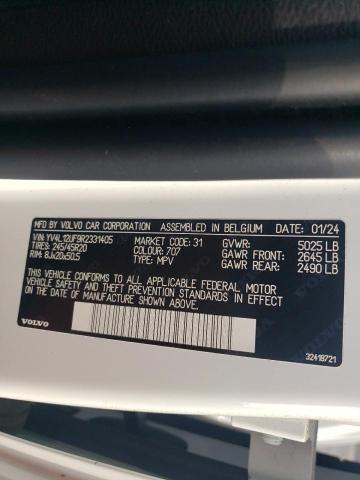 MFD BY VOLVO CAR CORPORATION ASSEMBLED IN BELGIUM DATE: 01/24
VIN: YV4L12UF9R2331405 MARKET: 31 GVWR: 5025 LB
TIRES: 245/45R20 COLOUR: 707 GAWR FRONT: 2645 LB
RIM: 8Jx20x50.5 TYPE: MPV GAWR REAR: 2490 LB
THIS VEHICLE CONFORMS TO ALL APPLICABLE FEDERAL MOTOR
VEHICLE SAFETY AND THEFT PREVENTION STANDARDS IN EFFECT
ON THE DATE OF MANUFACTURE SHOWN ABOVE.
VOLVO 32418721